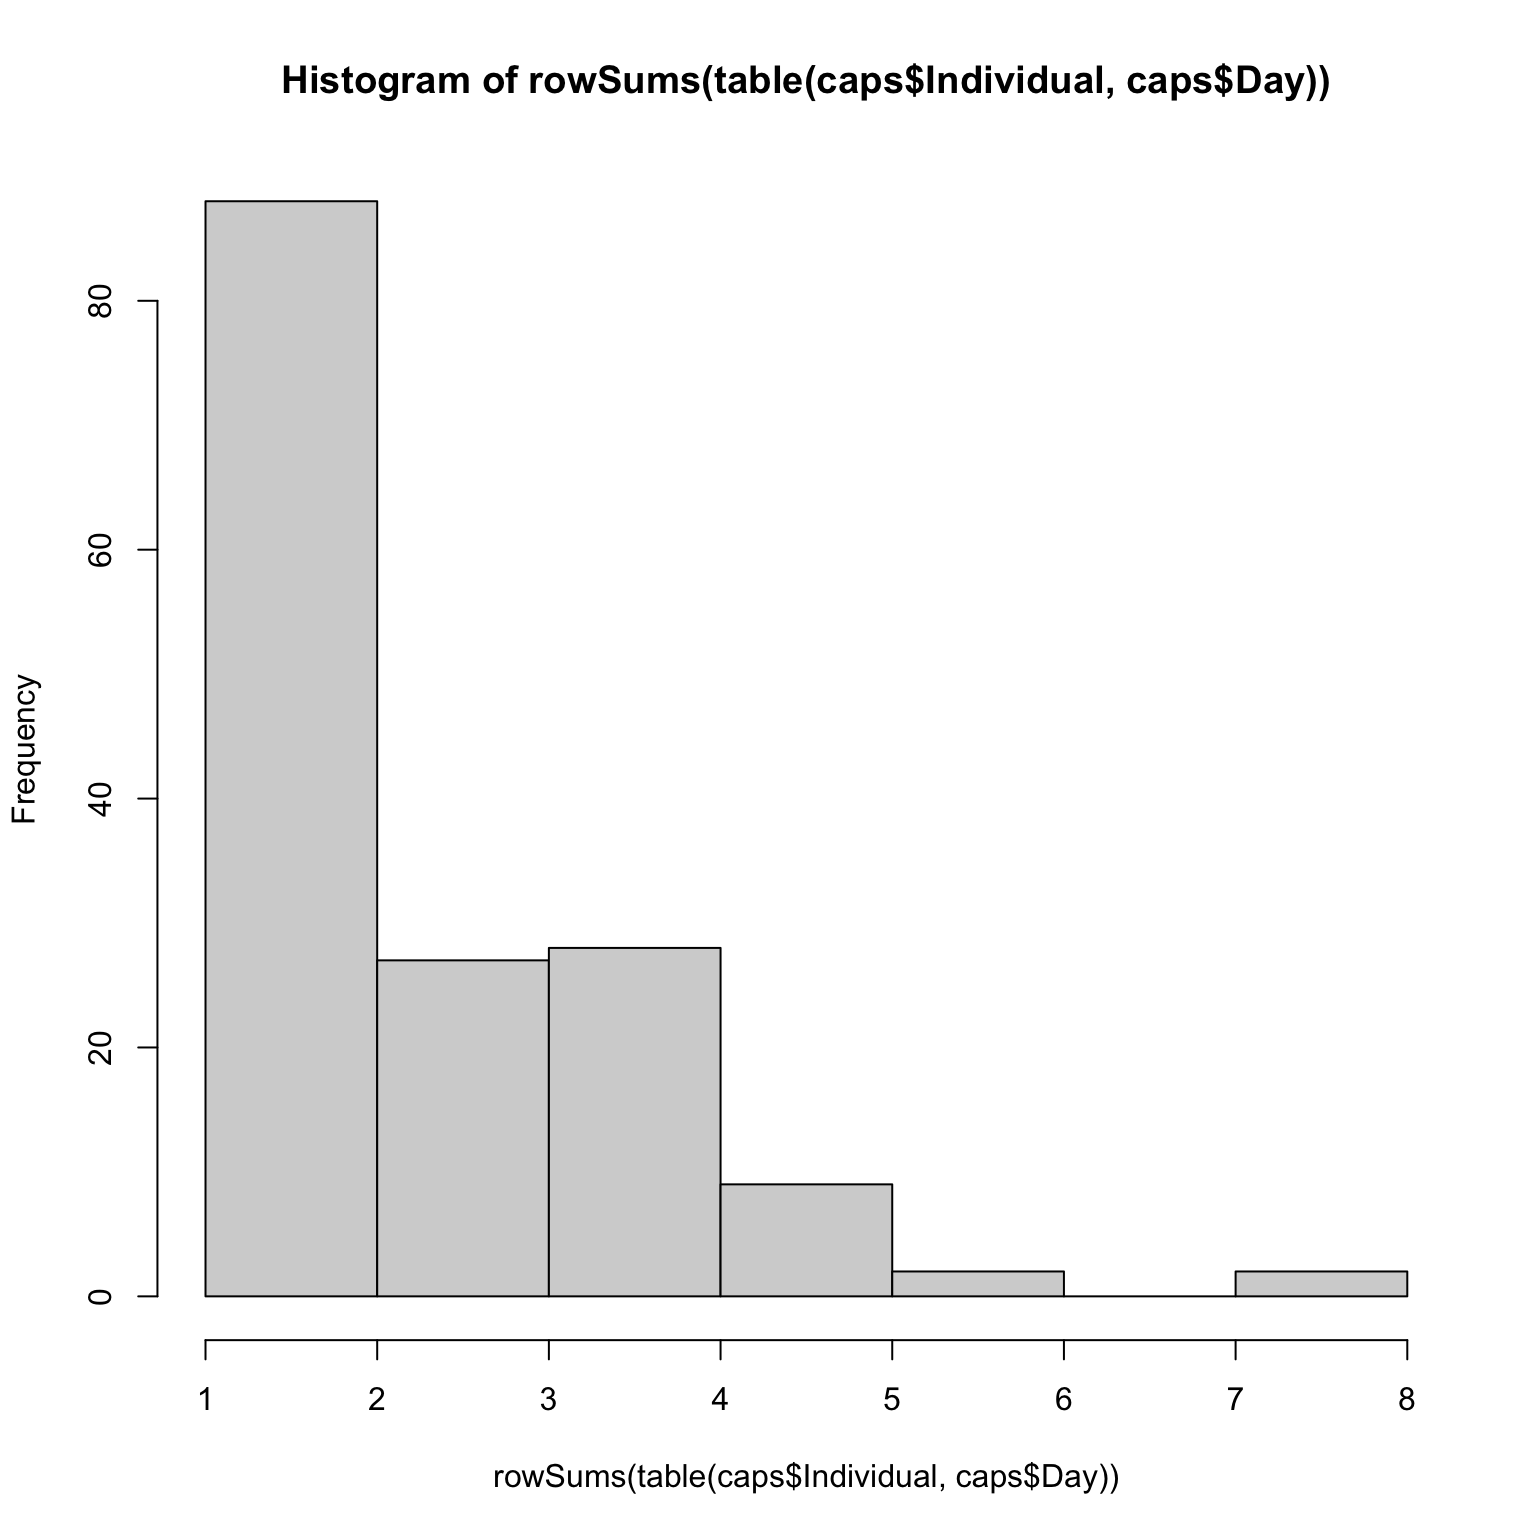 Histogram of rowSums(table(caps$Individual, caps$Day))
80
60
40
20
0
Frequency
1 2 3 4 5 6 7 8
rowSums(table(caps$Individual, caps$Day))